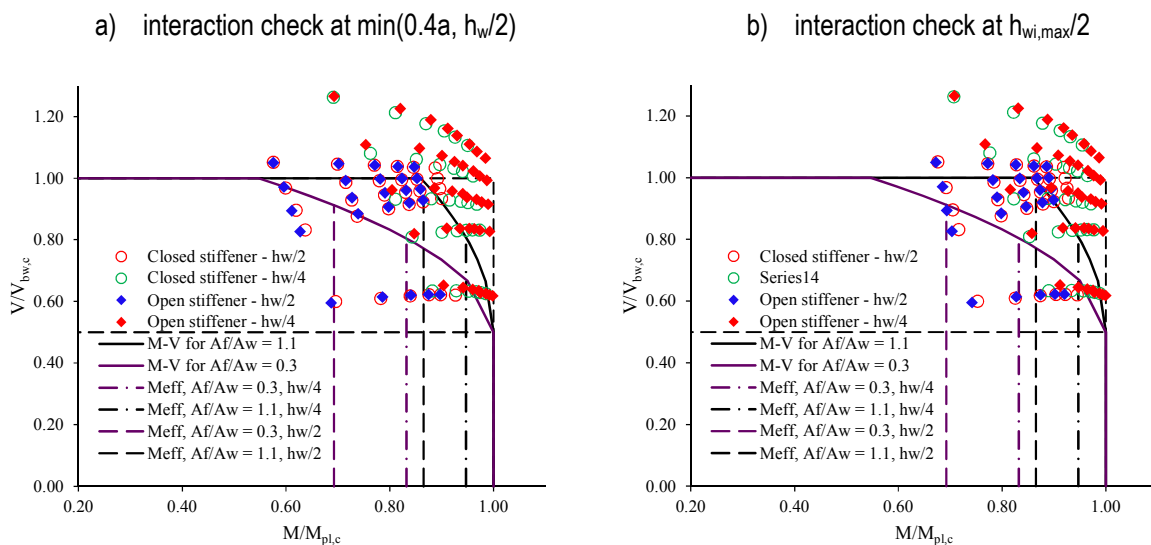 a) interaction check at min(0.4a, hw/2)
1.20
1.00
0.80
0.60
0.40
0.20
0.00
V/Vbw,c
Closed stiffener - hw/2
Closed stiffener - hw/4
Open stiffener - hw/2
Open stiffener - hw/4
M-V for Af/Aw = 1.1
M-V for Af/Aw = 0.3
Meff, Af/Aw = 0.3, hw/4
Meff, Af/Aw = 1.1, hw/4
Meff, Af/Aw = 0.3, hw/2
Meff, Af/Aw = 1.1, hw/2
0.20 0.40 0.60 0.80 1.00
M/Mpl,c
b) interaction check at hwi,max/2
1.20
1.00
0.80
0.60
0.40
0.20
0.00
V/Vbw,c
Closed stiffener - hw/2
Series14
Open stiffener - hw/2
Open stiffener - hw/4
M-V for Af/Aw = 1.1
M-V for Af/Aw = 0.3
Meff, Af/Aw = 0.3, hw/4
Meff, Af/Aw = 1.1, hw/4
Meff, Af/Aw = 0.3, hw/2
Meff, Af/Aw = 1.1, hw/2
0.20 0.40 0.60 0.80 1.00
M/Mpl,c